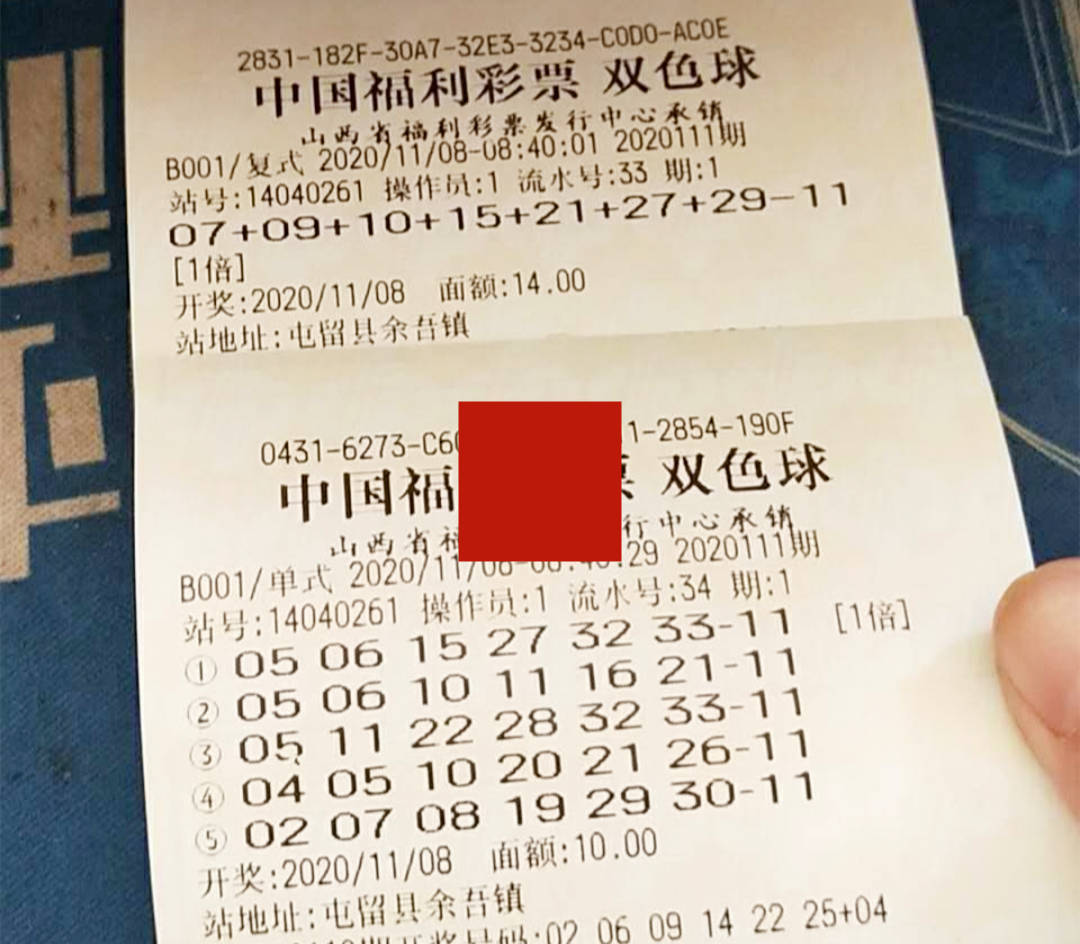 2831-182F-30A7-32E3-3234-C0D0-AC0E
中国福利彩票 双色球
山西省福利彩票发行中心承销
B001/复式 2020/11/08-08:40:01 2020111期
站号:14040261 操作员:1 流水号:33 期:1
07+09+10+15+21+27+29-11
[1倍]
开奖:2020/11/08 面额:14.00
站地址:屯留县余吾镇
0431-6273-C6 1-2854-190F
中国福 票 双色球
山西省福 行中心承销
B001/单式 2020/11/08-08:40:29 2020111期
站号:14040261 操作员:1 流水号:34 期:1
① 05 06 15 27 32 33-11 [1倍]
② 05 06 10 11 16 21-11
③ 05 11 22 28 32 33-11
④ 04 05 10 20 21 26-11
⑤ 02 07 08 19 29 30-11
开奖:2020/11/08 面额:10.00
站地址:屯留县余吾镇
期开奖号码:02 06 09 14 22 25+04